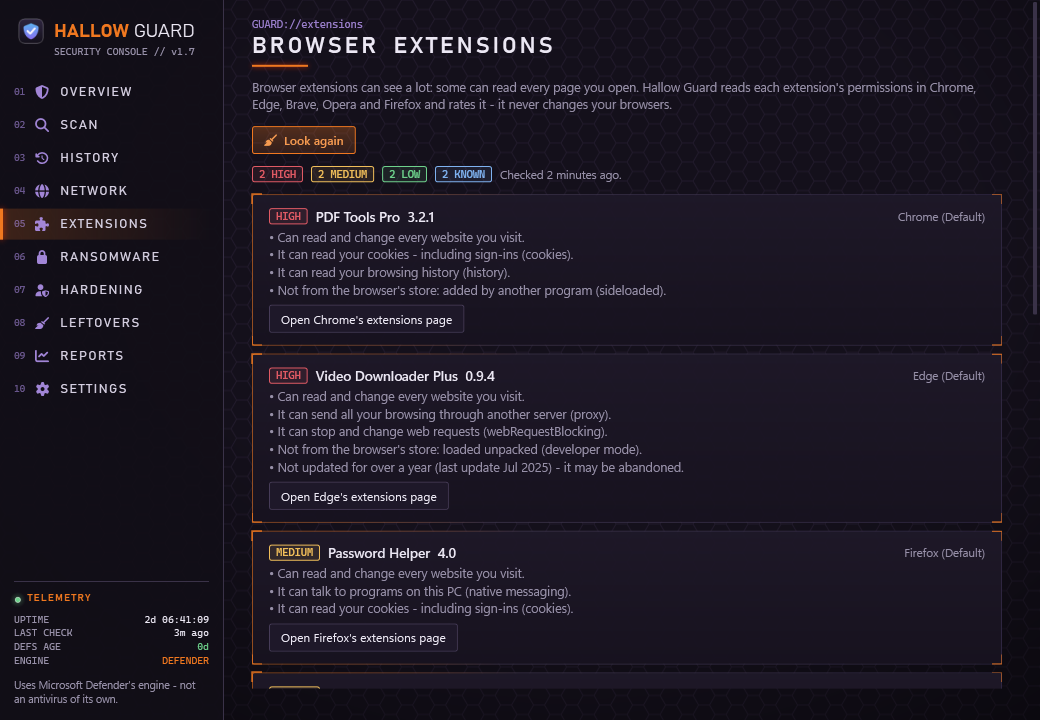 HALLOW GUARD
SECURITY CONSOLE // v1.7
01 OVERVIEW
02 SCAN
03 HISTORY
04 NETWORK
05 EXTENSIONS
06 RANSOMWARE
07 HARDENING
08 LEFTOVERS
09 REPORTS
10 SETTINGS
TELEMETRY
UPTIME 2d 06:41:09
LAST CHECK 3m ago
DEFS AGE 0d
ENGINE DEFENDER
Uses Microsoft Defender's engine - not
an antivirus of its own.
GUARD://extensions
BROWSER EXTENSIONS
Browser extensions can see a lot: some can read every page you open. Hallow Guard reads each extension's permissions in Chrome,
Edge, Brave, Opera and Firefox and rates it - it never changes your browsers.
Look again
2 HIGH 2 MEDIUM 2 LOW 2 KNOWN Checked 2 minutes ago.
HIGH PDF Tools Pro 3.2.1 Chrome (Default)
• Can read and change every website you visit.
• It can read your cookies - including sign-ins (cookies).
• It can read your browsing history (history).
• Not from the browser's store: added by another program (sideloaded).
Open Chrome's extensions page
HIGH Video Downloader Plus 0.9.4 Edge (Default)
• Can read and change every website you visit.
• It can send all your browsing through another server (proxy).
• It can stop and change web requests (webRequestBlocking).
• Not from the browser's store: loaded unpacked (developer mode).
• Not updated for over a year (last update Jul 2025) - it may be abandoned.
Open Edge's extensions page
MEDIUM Password Helper 4.0 Firefox (Default)
• Can read and change every website you visit.
• It can talk to programs on this PC (native messaging).
• It can read your cookies - including sign-ins (cookies).
Open Firefox's extensions page